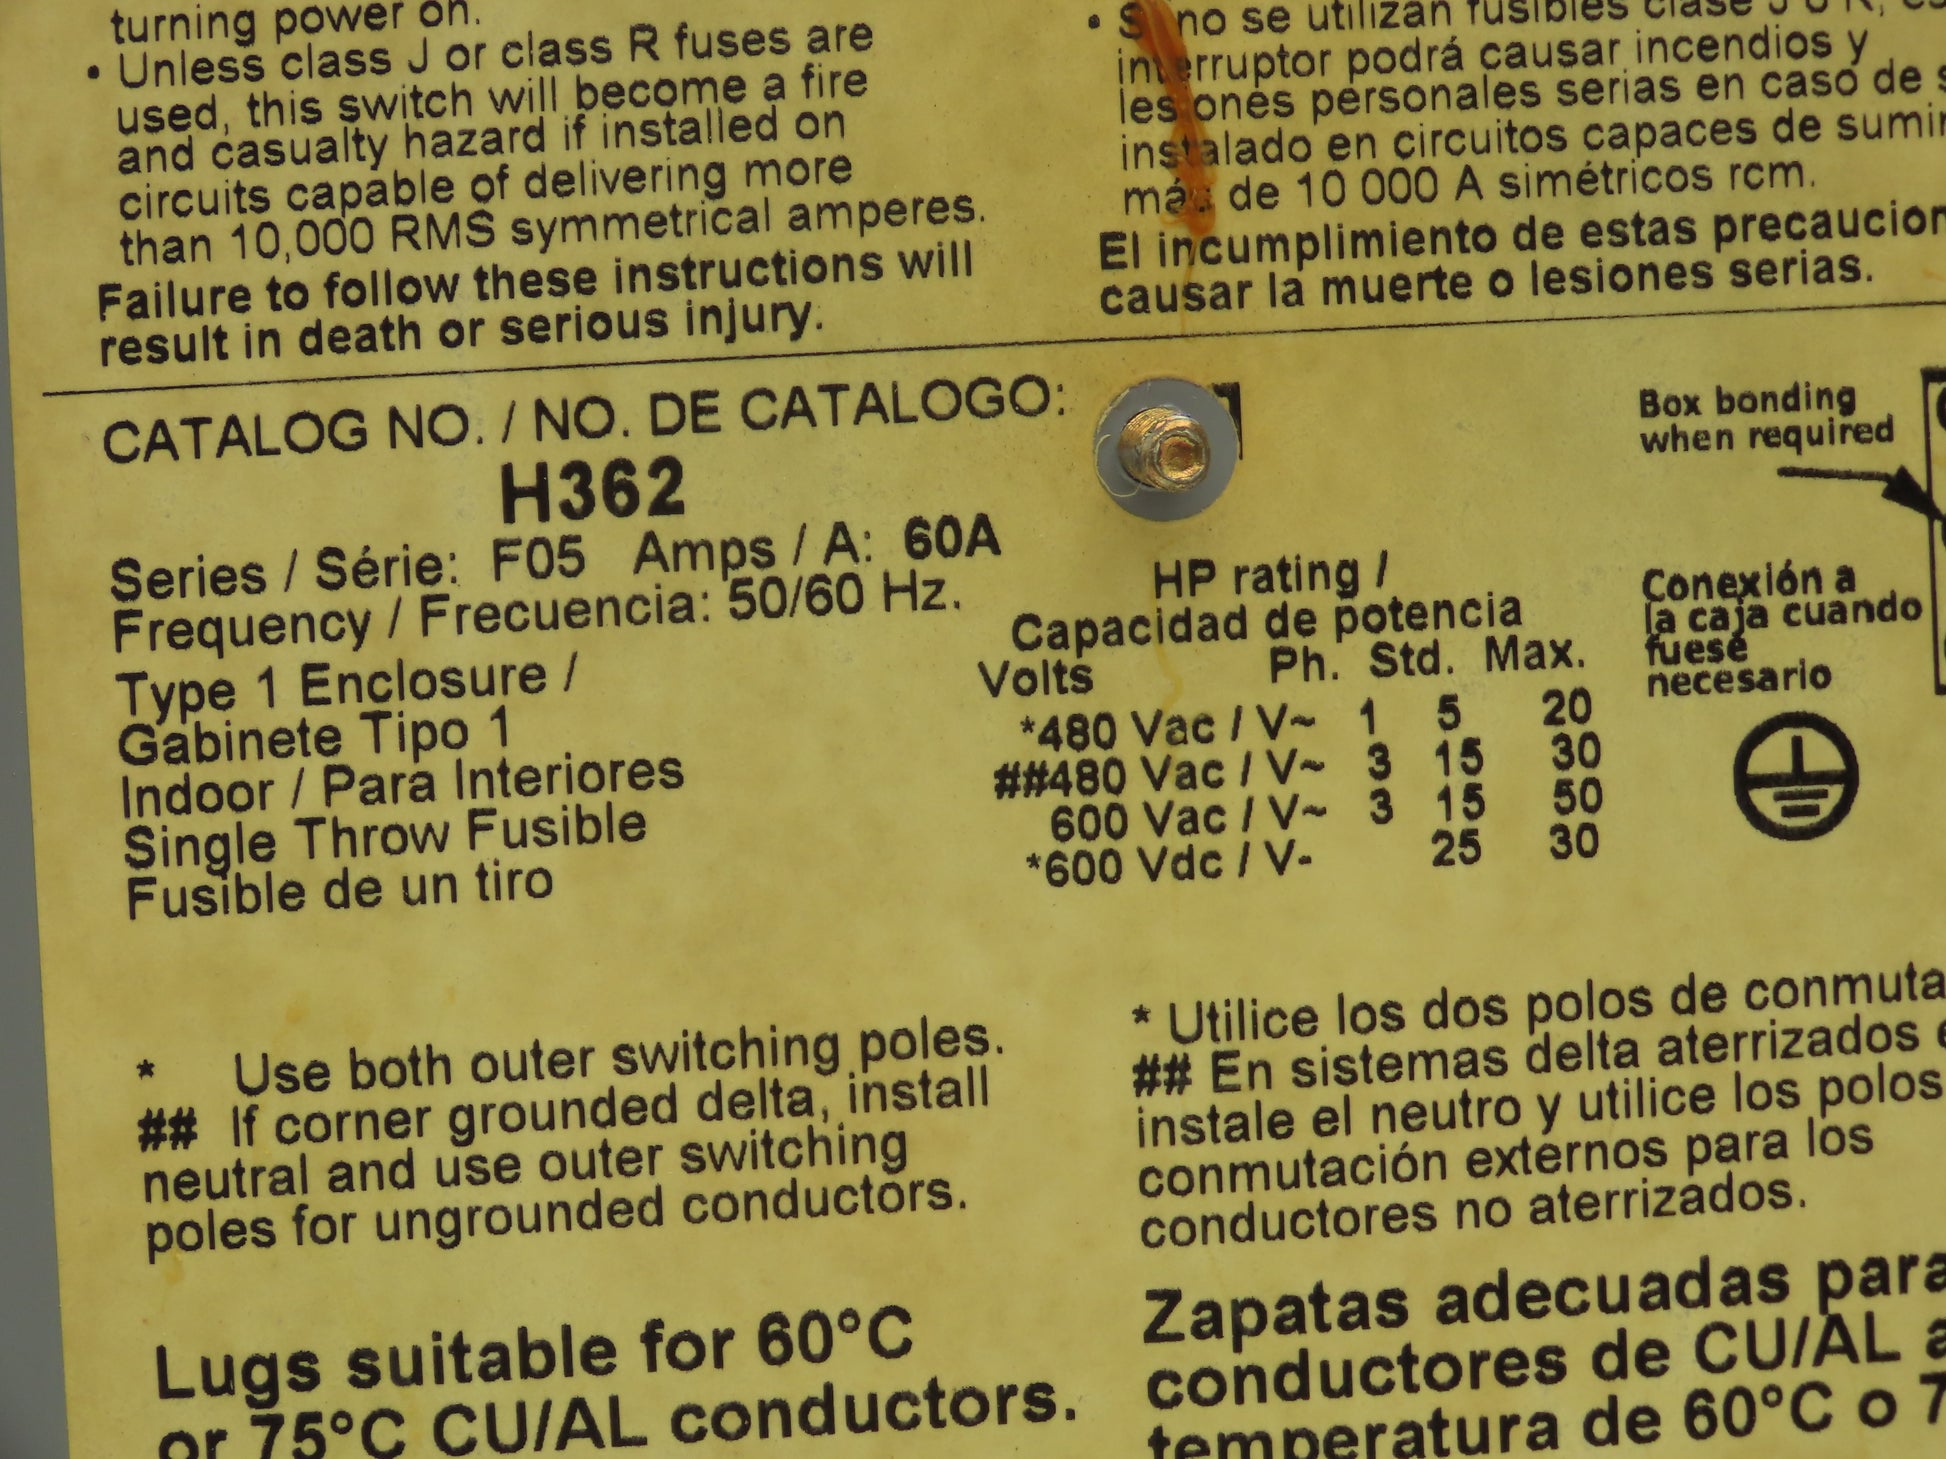 turning power on.
• Unless class J or class R fuses are
used, this switch will become a fire
and casualty hazard if installed on
circuits capable of delivering more
than 10,000 RMS symmetrical amperes.
Failure to follow these instructions will
result in death or serious injury.
• Si no se utilizan fusibles clase J o R,
interruptor podrá causar incendios y
lesiones personales serias en caso de
instalado en circuitos capaces de
más de 10 000 A simétricos rcm.
El incumplimiento de estas
causar la muerte o lesiones serias.
CATALOG NO. / NO. DE CATALOGO:
H362
Series / Série: F05 Amps / A: 60A
Frequency / Frecuencia: 50/60 Hz.
Type 1 Enclosure /
Gabinete Tipo 1
Indoor / Para Interiores
Single Throw Fusible
Fusible de un tiro
HP rating /
Capacidad de potencia
Volts Ph. Std. Max.
*480 Vac / V~ 1 5 20
##480 Vac / V~ 3 15 30
600 Vac / V~ 3 15 50
*600 Vdc / V- 25 30
Box bonding
when required
Conexión a
la caja cuando
fuese
necesario
* Use both outer switching poles.
## If corner grounded delta, install
neutral and use outer switching
poles for ungrounded conductors.
* Utilice los dos polos de
## En sistemas delta aterrizados
instale el neutro y utilice los polos
conmutación externos para los
conductores no aterrizados.
Lugs suitable for 60°C
or 75°C CU/AL conductors.
Zapatas adecuadas para
conductores de CU/AL
temperatura de 60°C o